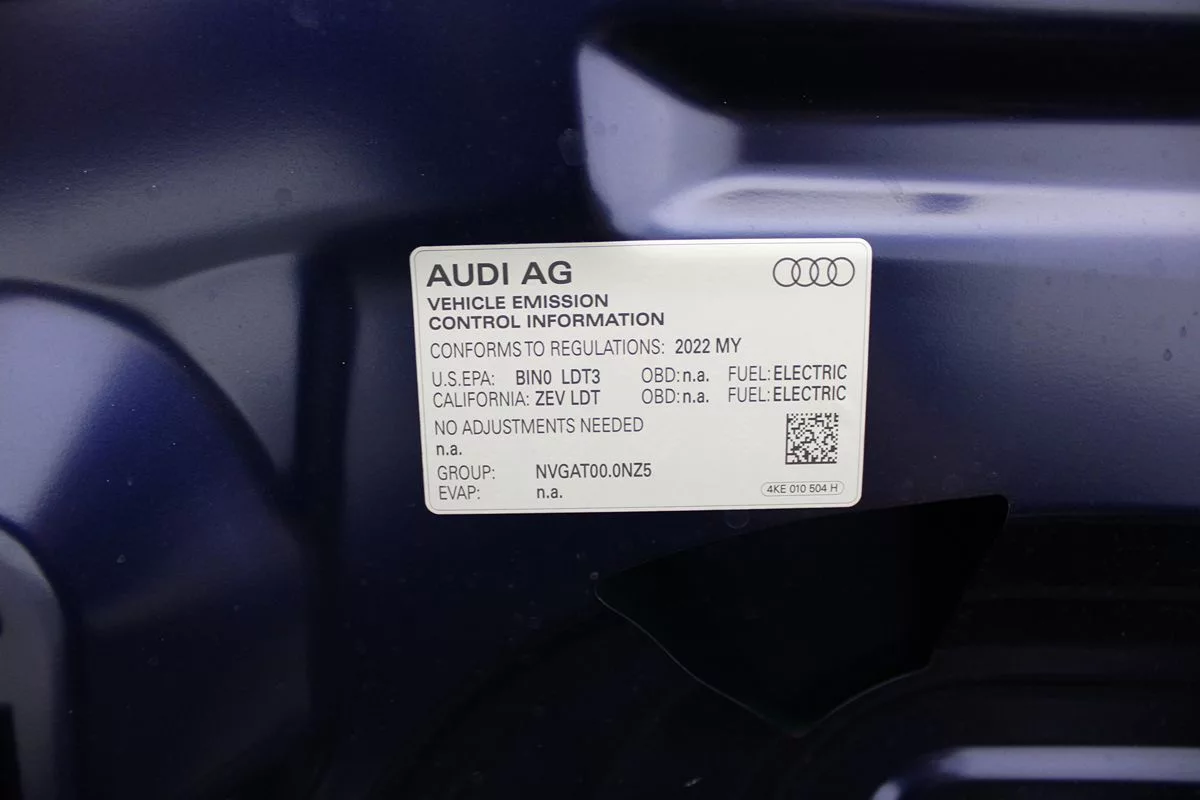 AUDI AG
VEHICLE EMISSION
CONTROL INFORMATION
CONFORMS TO REGULATIONS: 2022 MY
U.S.EPA: BIN0 LDT3 OBD: n.a. FUEL: ELECTRIC
CALIFORNIA: ZEV LDT OBD: n.a. FUEL: ELECTRIC
NO ADJUSTMENTS NEEDED
n.a.
GROUP: NVGAT00.0NZ5
EVAP: n.a.
4KE 010 504 H